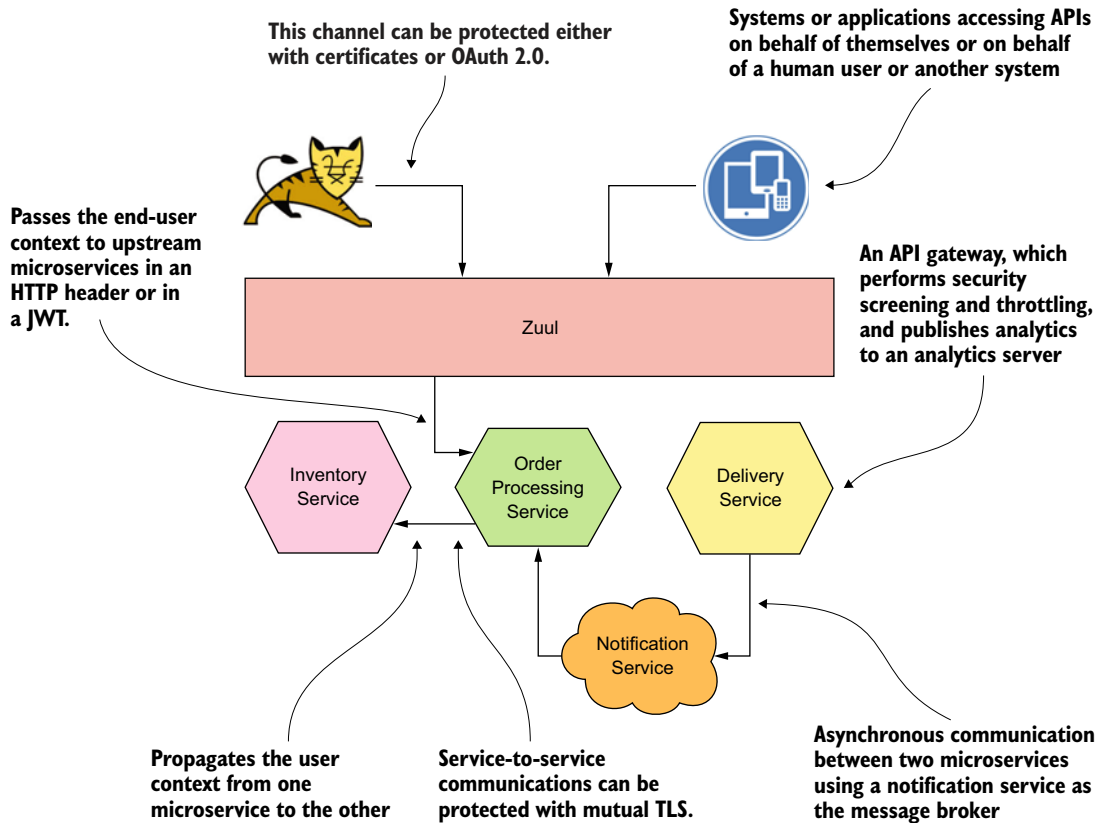 This channel can be protected either
with certificates or OAuth 2.0.
Systems or applications accessing APIs
on behalf of themselves or on behalf
of a human user or another system
Passes the end-user
context to upstream
microservices in an
HTTP header or in
a JWT.
An API gateway, which
performs security
screening and throttling,
and publishes analytics
to an analytics server
Zuul
Inventory
Service
Order
Processing
Service
Delivery
Service
Notification
Service
Propagates the user
context from one
microservice to the other
Service-to-service
communications can be
protected with mutual TLS.
Asynchronous communication
between two microservices
using a notification service as
the message broker